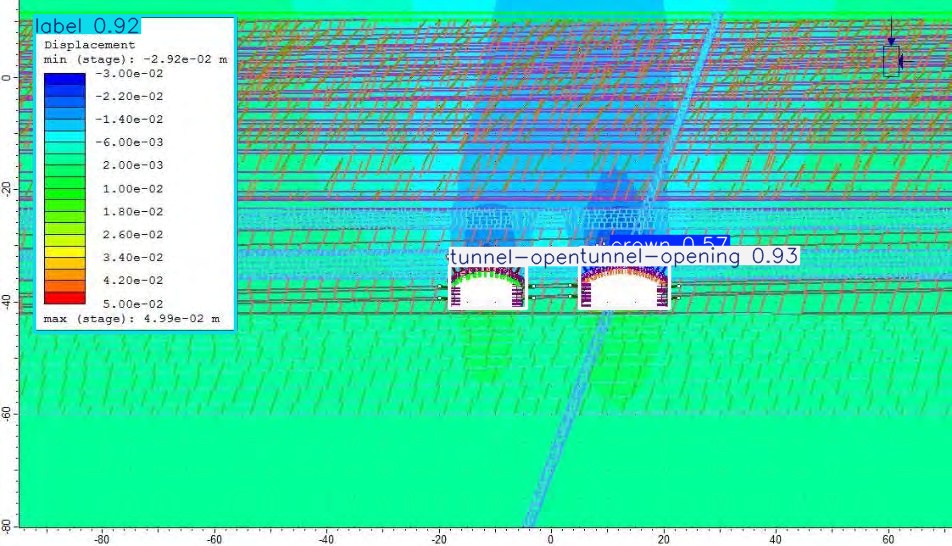 label 0.92
Displacement
min (stage): -2.92e-02 m
-3.00e-02
-2.20e-02
-1.40e-02
-6.00e-03
2.00e-03
1.00e-02
1.80e-02
2.60e-02
3.40e-02
4.20e-02
5.00e-02
max (stage): 4.99e-02 m
crown 0.57
tunnel-open
tunnel-opening 0.93
0
-20
-40
-60
-80
-80
-60
-40
-20
0
20
40
60